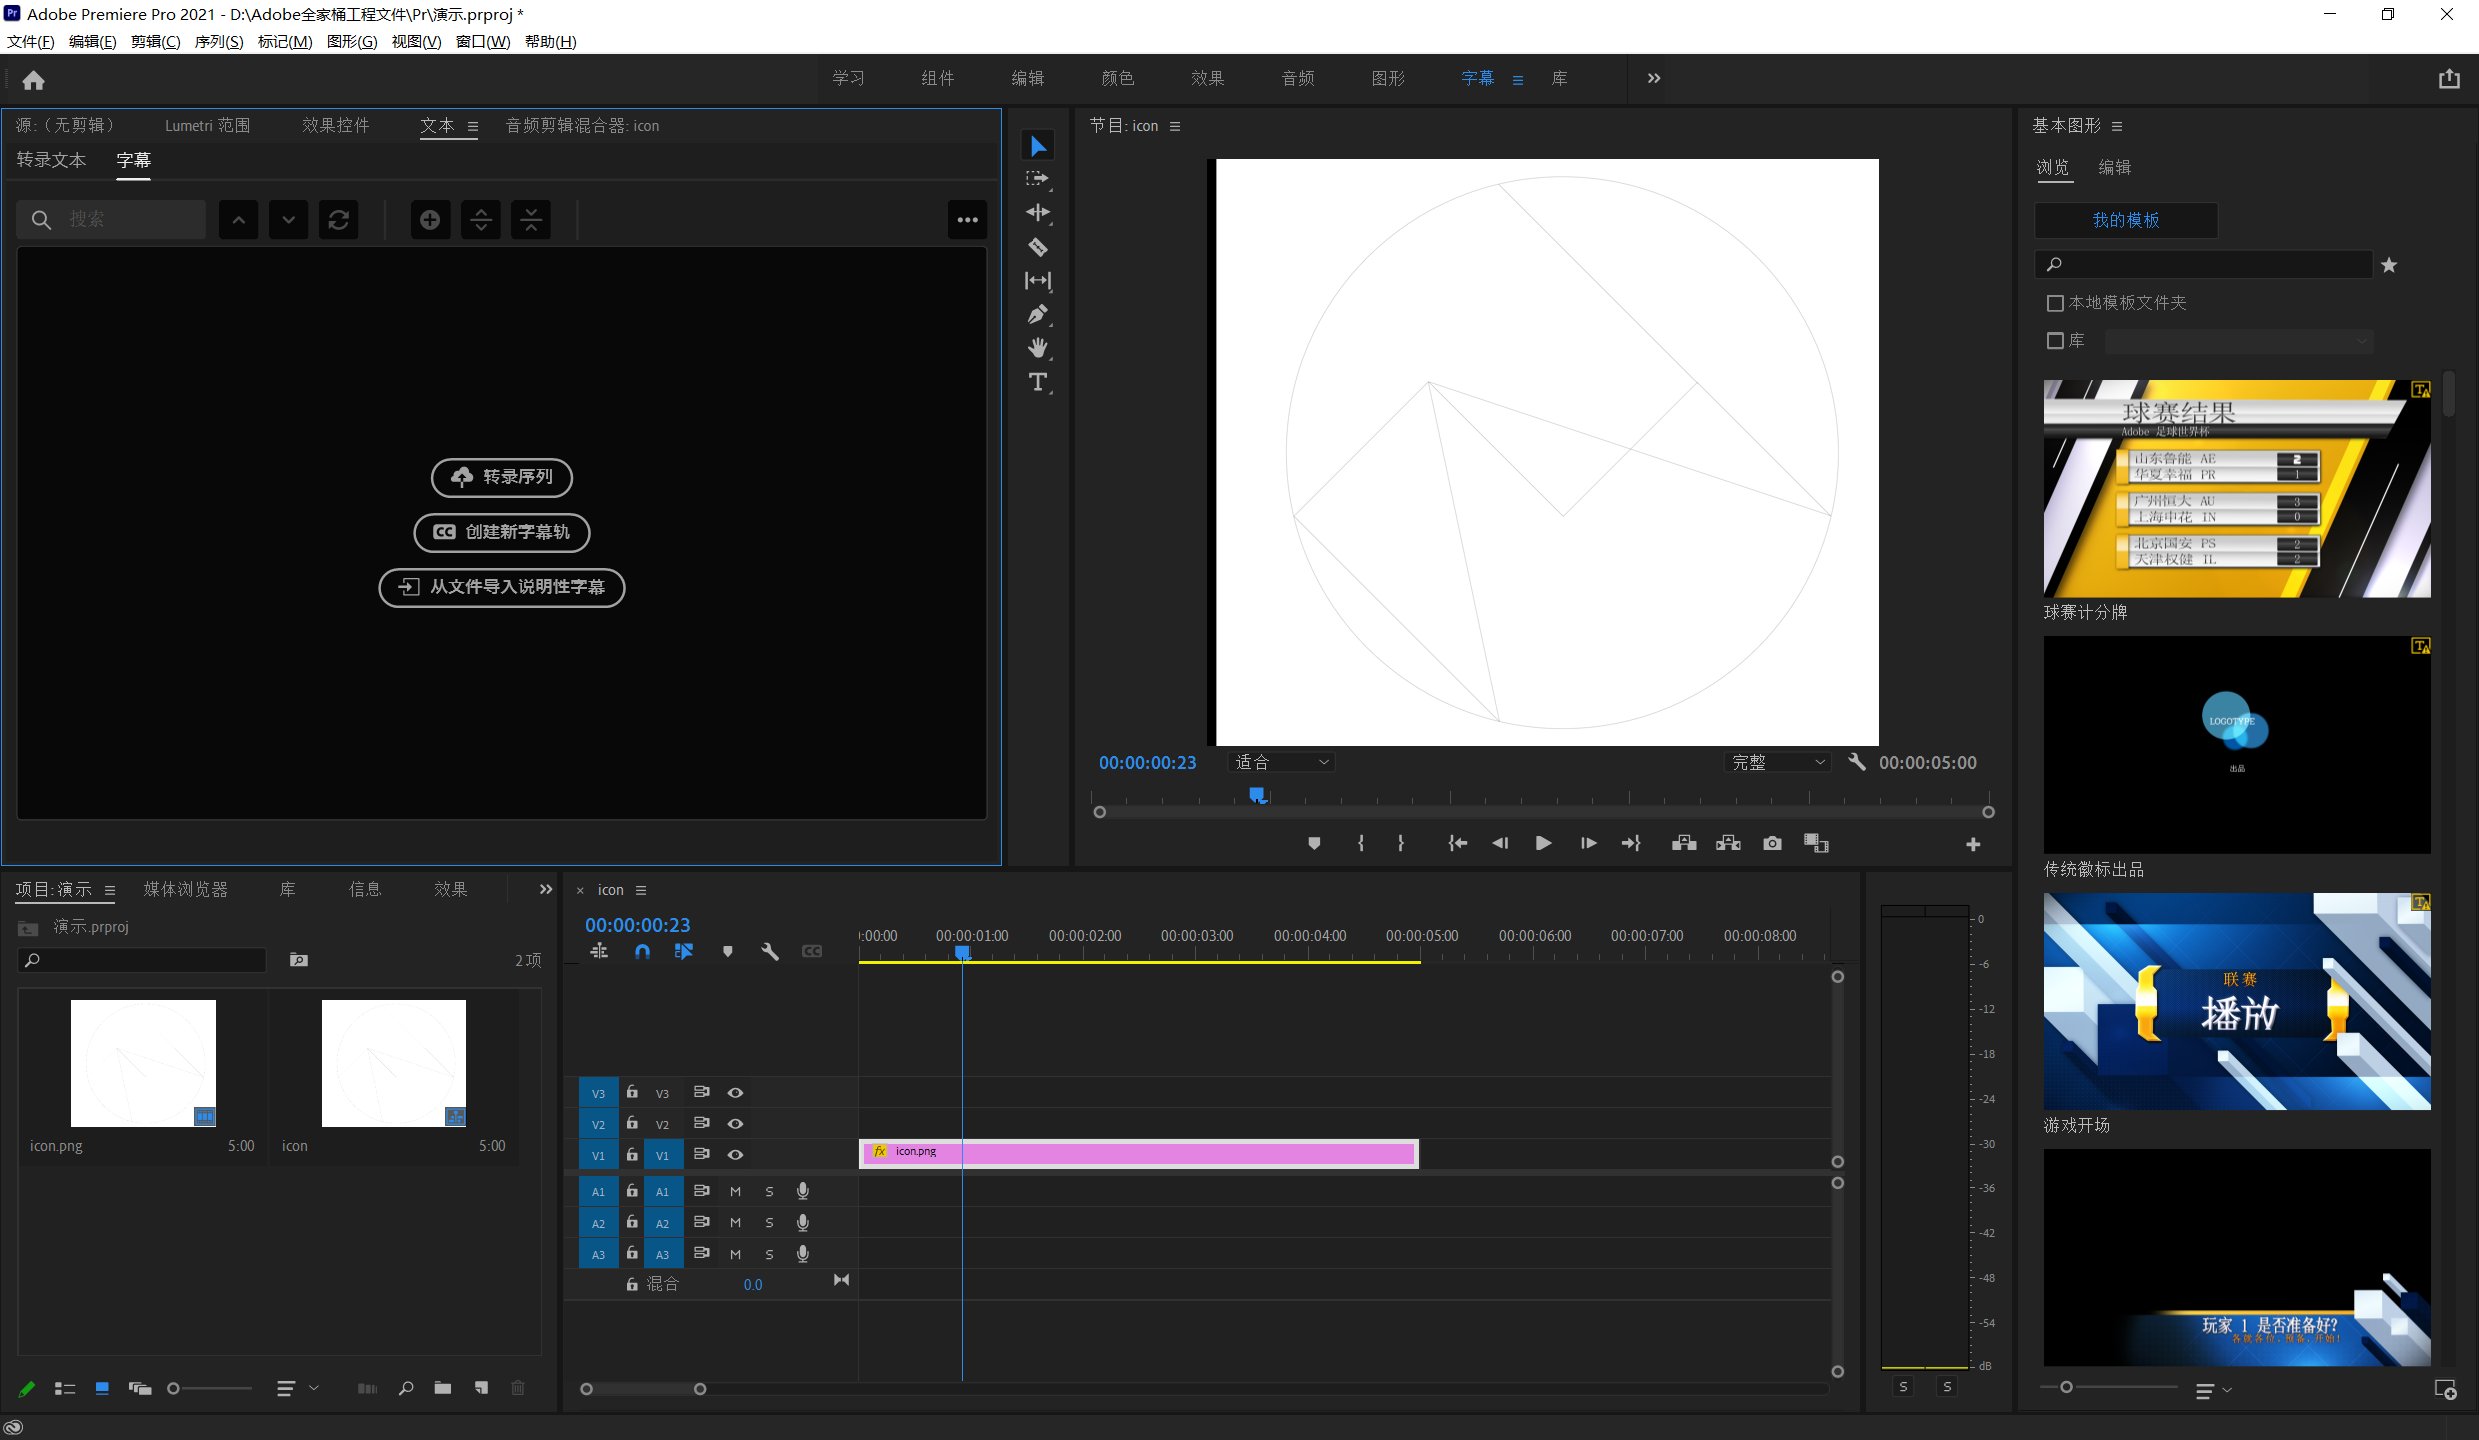 Adobe Premiere Pro 2021 - D:\Adobe全家桶工程文件\Pr\演示.prproj *
文件(F) 编辑(E) 剪辑(C) 序列(S) 标记(M) 图形(G) 视图(V) 窗口(W) 帮助(H)
学习 组件 编辑 颜色 效果 音频 图形 字幕 库
源:（无剪辑） Lumetri 范围 效果控件 文本 音频剪辑混合器: icon
转录文本 字幕
搜索
转录序列
CC 创建新字幕轨
从文件导入说明性字幕
节目: icon
00:00:00:23 适合 完整 00:00:05:00
基本图形
浏览 编辑
我的模板
本地模板文件夹
库
球赛结果
Adobe 足球世界杯
山东鲁能 AE 2
华夏幸福 PR 1
广州恒大 AU 3
上海申花 IN 0
北京国安 PS 2
天津权健 IL 2
球赛计分牌
LOGOTYPE
出品
传统徽标出品
联赛
播放
游戏开场
玩家 1 是否准备好?
各就各位，预备，开始!
项目: 演示 媒体浏览器 库 信息 效果
演示.prproj
2 项
icon.png 5:00
icon 5:00
icon
00:00:00:23
:00:00 00:00:01:00 00:00:02:00 00:00:03:00 00:00:04:00 00:00:05:00 00:00:06:00 00:00:07:00 00:00:08:00
V3 V3
V2 V2
V1 V1 fx icon.png
A1 A1 M S
A2 A2 M S
A3 A3 M S
混合 0.0
0
-6
-12
-18
-24
-30
-36
-42
-48
-54
dB
S S